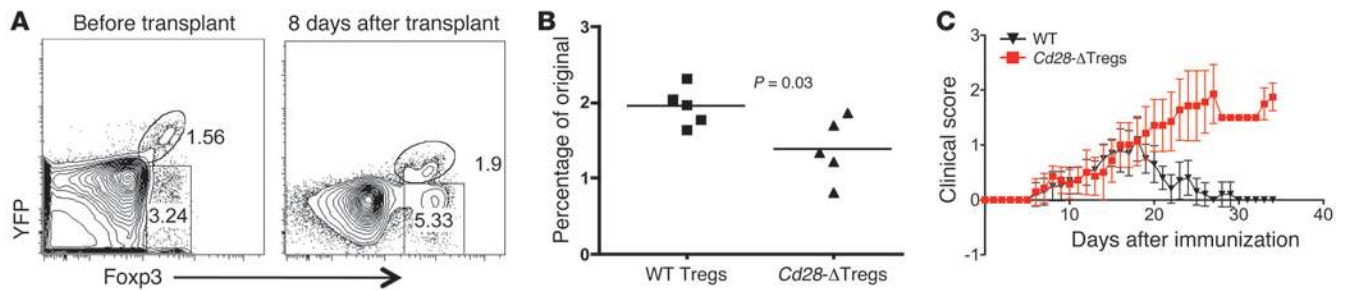 A
Before transplant
8 days after transplant
1.56
3.24
1.9
5.33
YFP
Foxp3
B
3
2
1
0
P = 0.03
Percentage of original
WT Tregs
Cd28-ΔTregs
C
WT
Cd28-ΔTregs
3
2
1
0
-1
10
20
30
40
Clinical score
Days after immunization